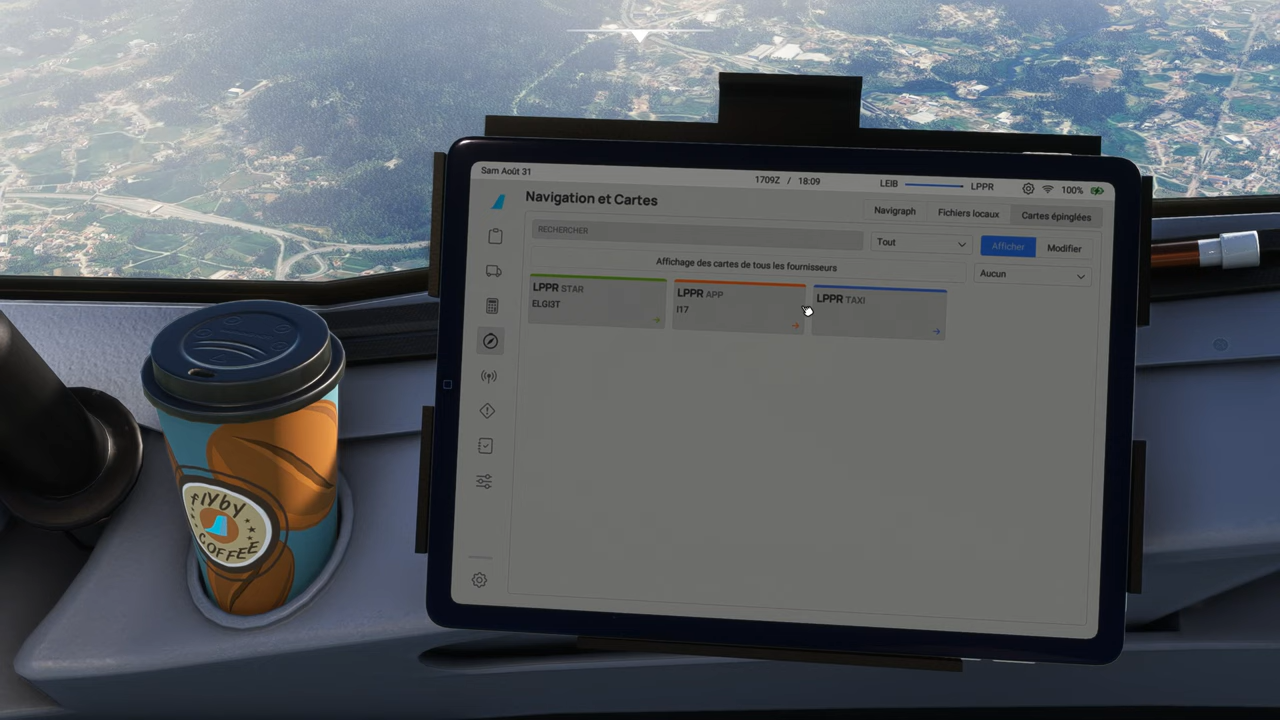 Sam Août 31
1709Z / 18:09
LEIB LPPR
100%
Navigation et Cartes
Navigraph
Fichiers locaux
Cartes épinglées
RECHERCHER
Tout
Afficher
Modifier
Affichage des cartes de tous les fournisseurs
Aucun
LPPR STAR
ELGI3T
LPPR APP
I17
LPPR TAXI
flyby
COFFEE